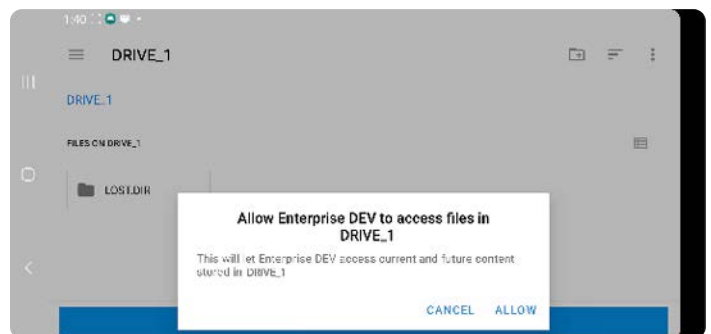 1:40
DRIVE_1
DRIVE_1
FILES ON DRIVE_1
LOST.DIR
Allow Enterprise DEV to access files in
DRIVE_1
This will let Enterprise DEV access current and future content
stored in DRIVE_1
CANCEL ALLOW